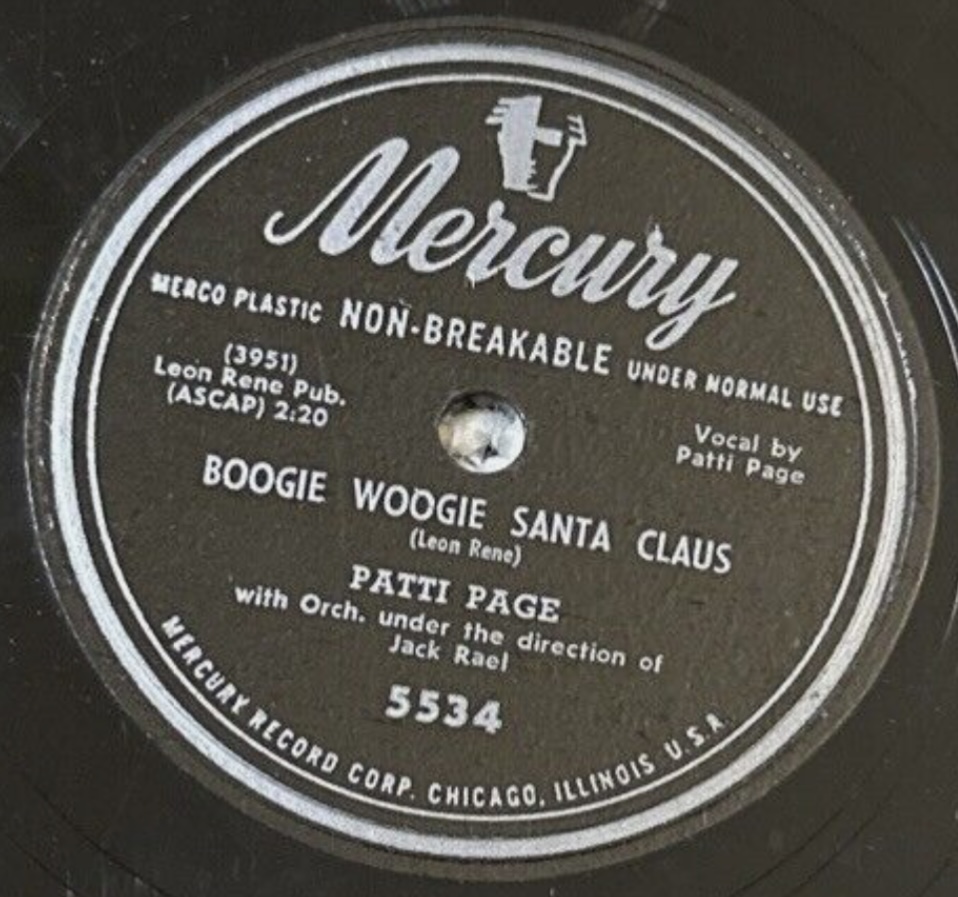 Mercury
MERCO PLASTIC NON-BREAKABLE UNDER NORMAL USE
(3951)
Leon Rene Pub.
(ASCAP) 2:20
Vocal by
Patti Page
BOOGIE WOOGIE SANTA CLAUS
(Leon Rene)
PATTI PAGE
with Orch. under the direction of
Jack Rael
5534
MERCURY RECORD CORP. CHICAGO, ILLINOIS U.S.A.